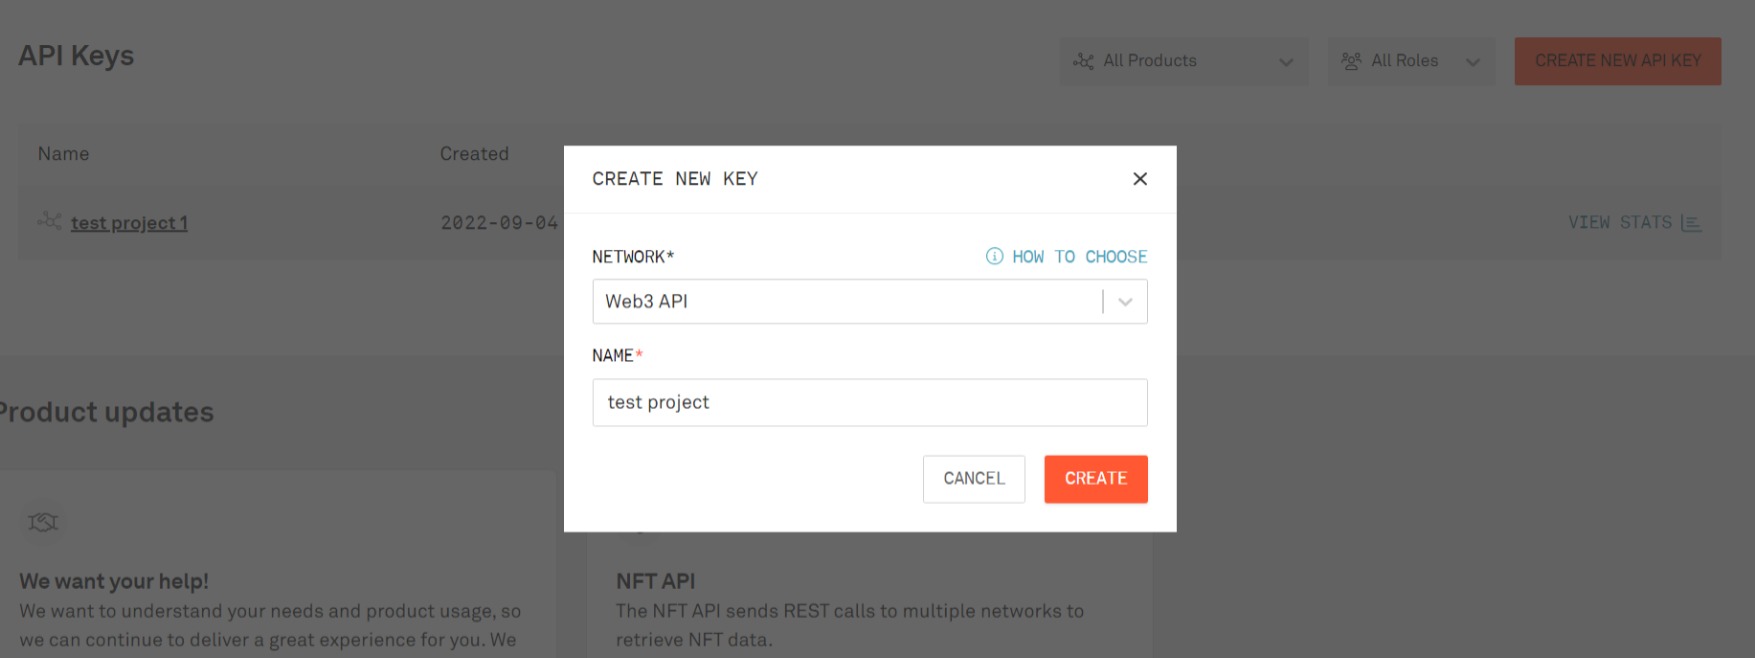 API Keys
All Products
All Roles
CREATE NEW API KEY
Name
Created
test project 1
2022-09-04
VIEW STATS
CREATE NEW KEY
NETWORK*
HOW TO CHOOSE
Web3 API
NAME*
test project
CANCEL
CREATE
Product updates
We want your help!
We want to understand your needs and product usage, so
we can continue to deliver a great experience for you. We
NFT API
The NFT API sends REST calls to multiple networks to
retrieve NFT data.